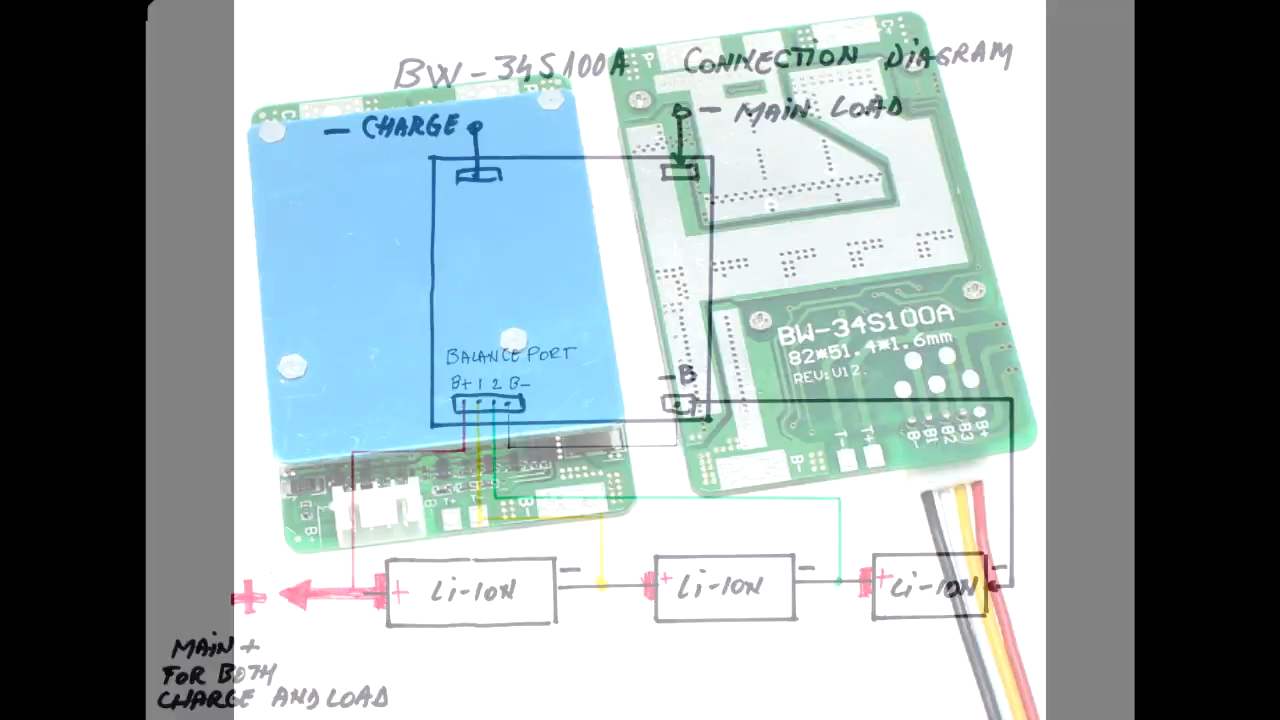 BW-34S100A CONNECTION DIAGRAM
- CHARGE
- MAIN LOAD
BALANCE PORT
B+ 1 2 B-
-B
BW-34S100A
82*51.4*1.6mm
REV:V12
T- T+ B- B1 B2 B3 B+
B-
B-
T+
B+
+ Li-ION -
+ Li-ION -
+ Li-ION -
+
MAIN +
FOR BOTH
CHARGE AND LOAD